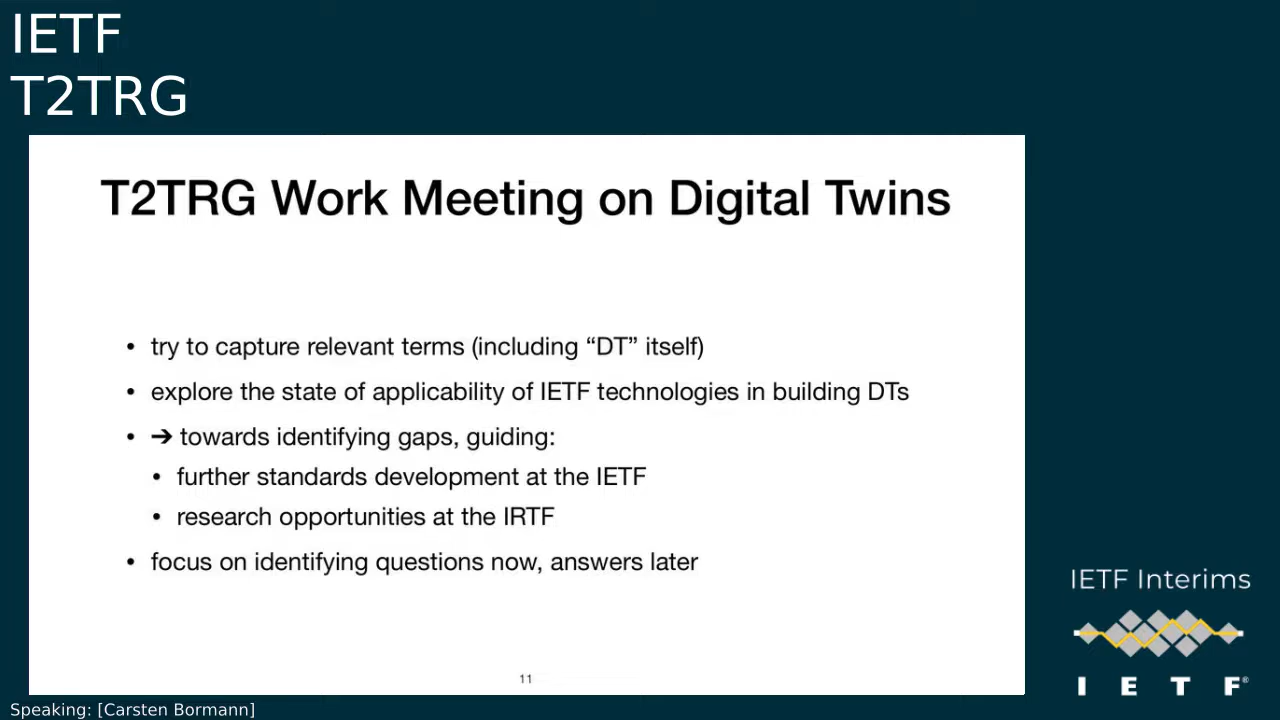 IETF
T2TRG
T2TRG Work Meeting on Digital Twins
• try to capture relevant terms (including “DT” itself)
• explore the state of applicability of IETF technologies in building DTs
• ➔ towards identifying gaps, guiding:
• further standards development at the IETF
• research opportunities at the IRTF
• focus on identifying questions now, answers later
11
IETF Interims
I E T F®
Speaking: [Carsten Bormann]